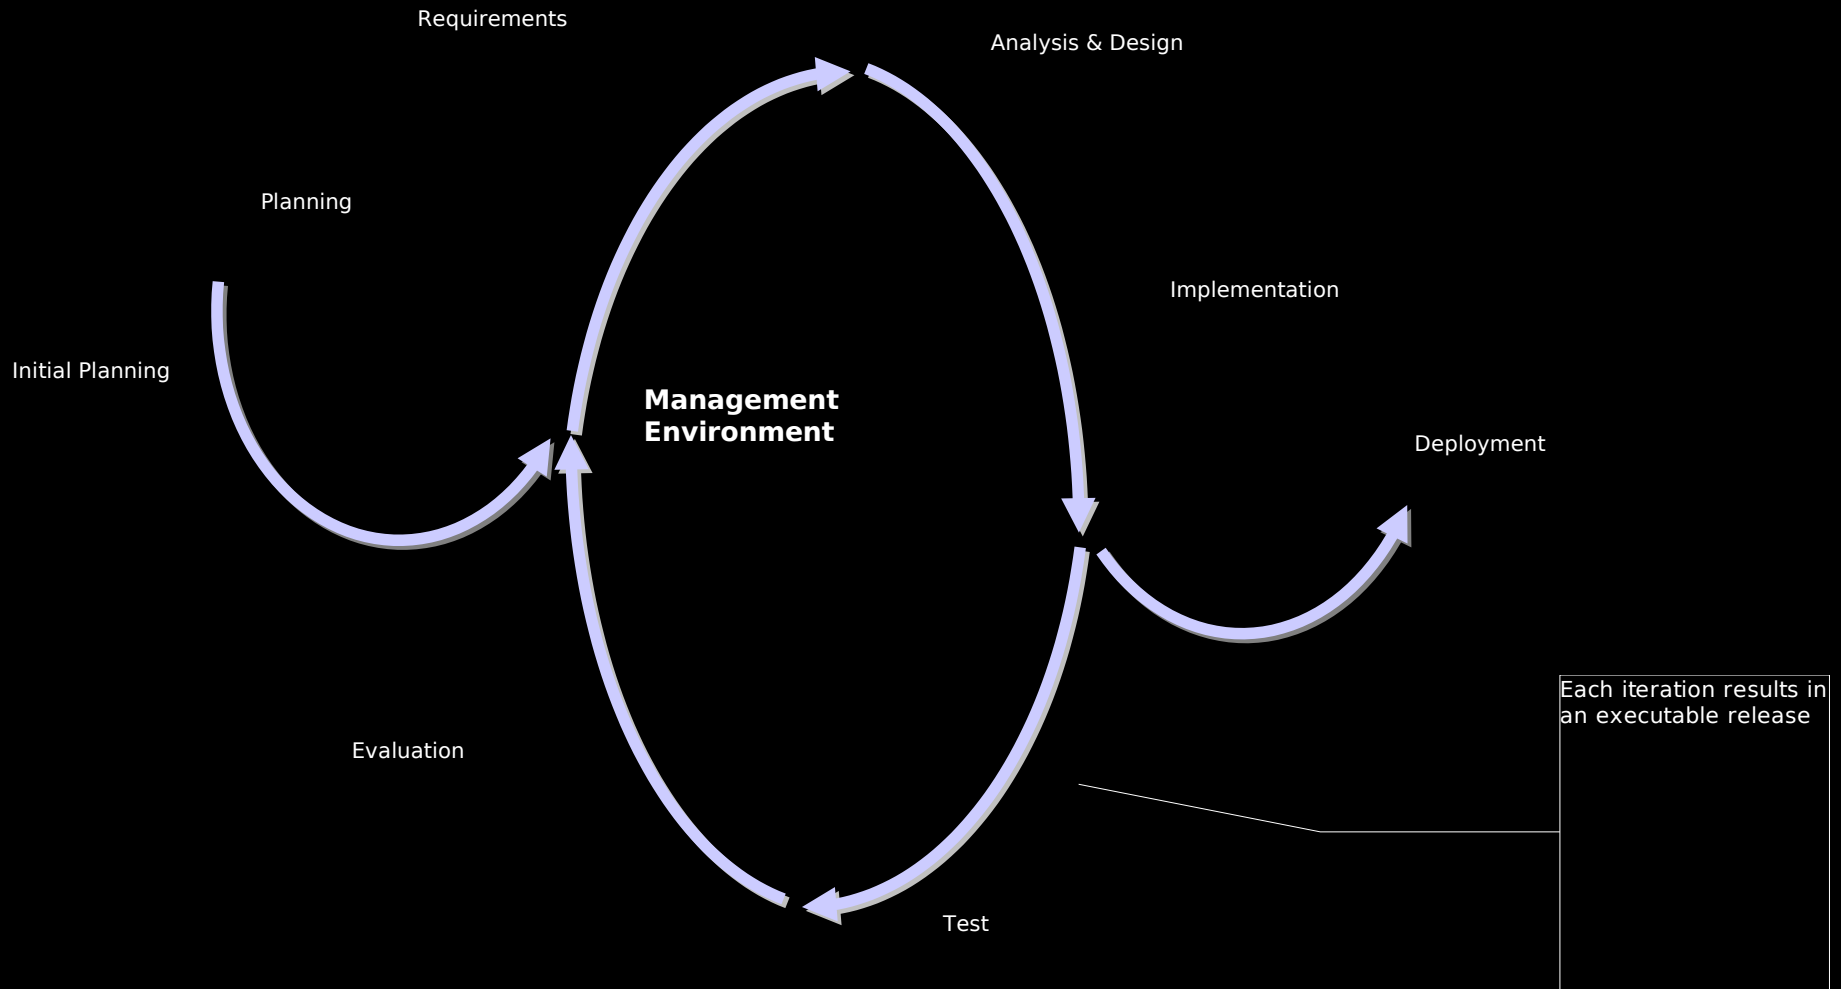 Requirements
Analysis & Design
Planning
Implementation
Initial Planning
Management
Environment
Deployment
Each iteration results in
an executable release
Evaluation
Test